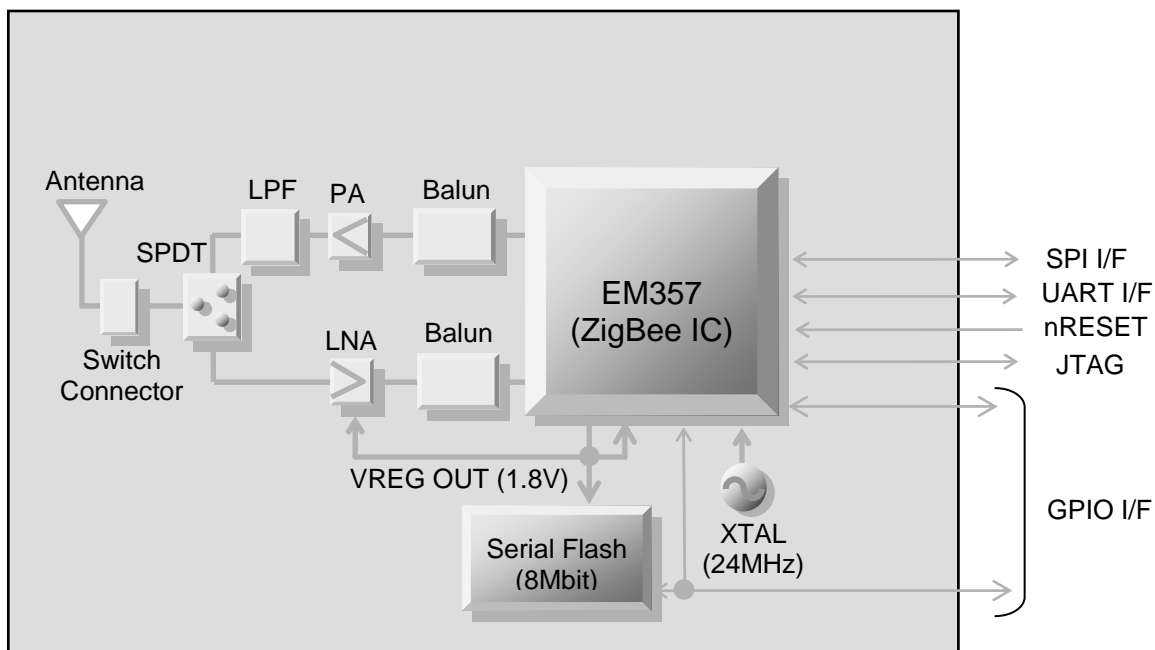 Antenna
LPF
PA
Balun
SPDT
Switch
Connector
LNA
Balun
EM357
(ZigBee IC)
SPI I/F
UART I/F
nRESET
JTAG
VREG OUT (1.8V)
GPIO I/F
Serial Flash
(8Mbit)
XTAL
(24MHz)